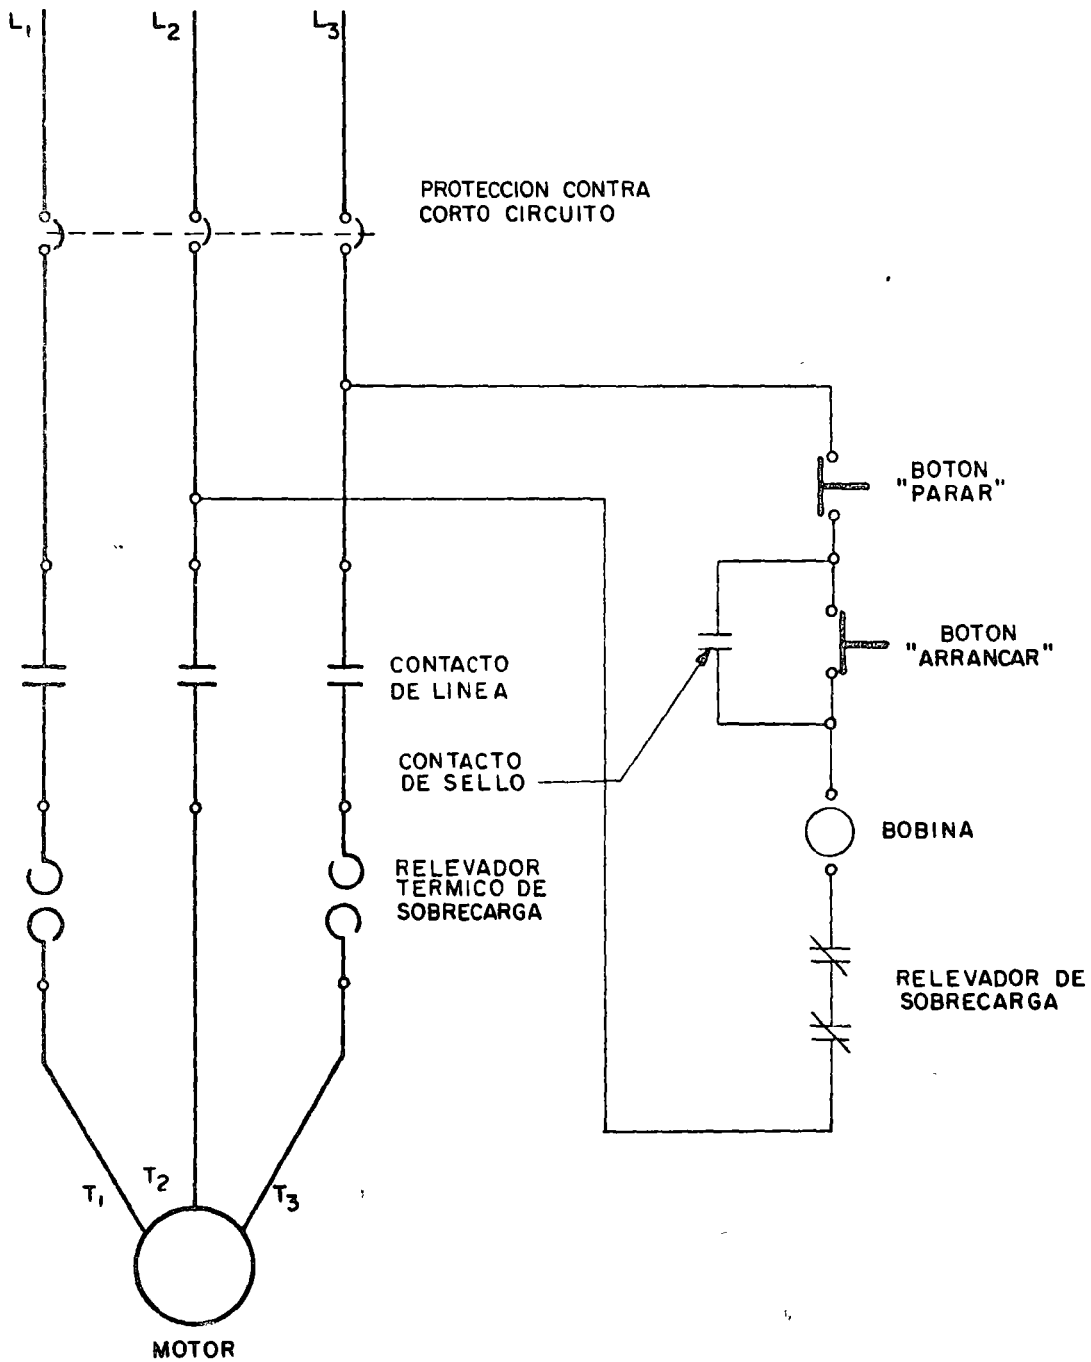 L1
L2
L3
PROTECCION CONTRA
CORTO CIRCUITO
BOTON
"PARAR"
BOTON
"ARRANCAR"
CONTACTO
DE LINEA
CONTACTO
DE SELLO
BOBINA
RELEVADOR
TERMICO DE
SOBRECARGA
RELEVADOR DE
SOBRECARGA
T1
T2
T3
MOTOR